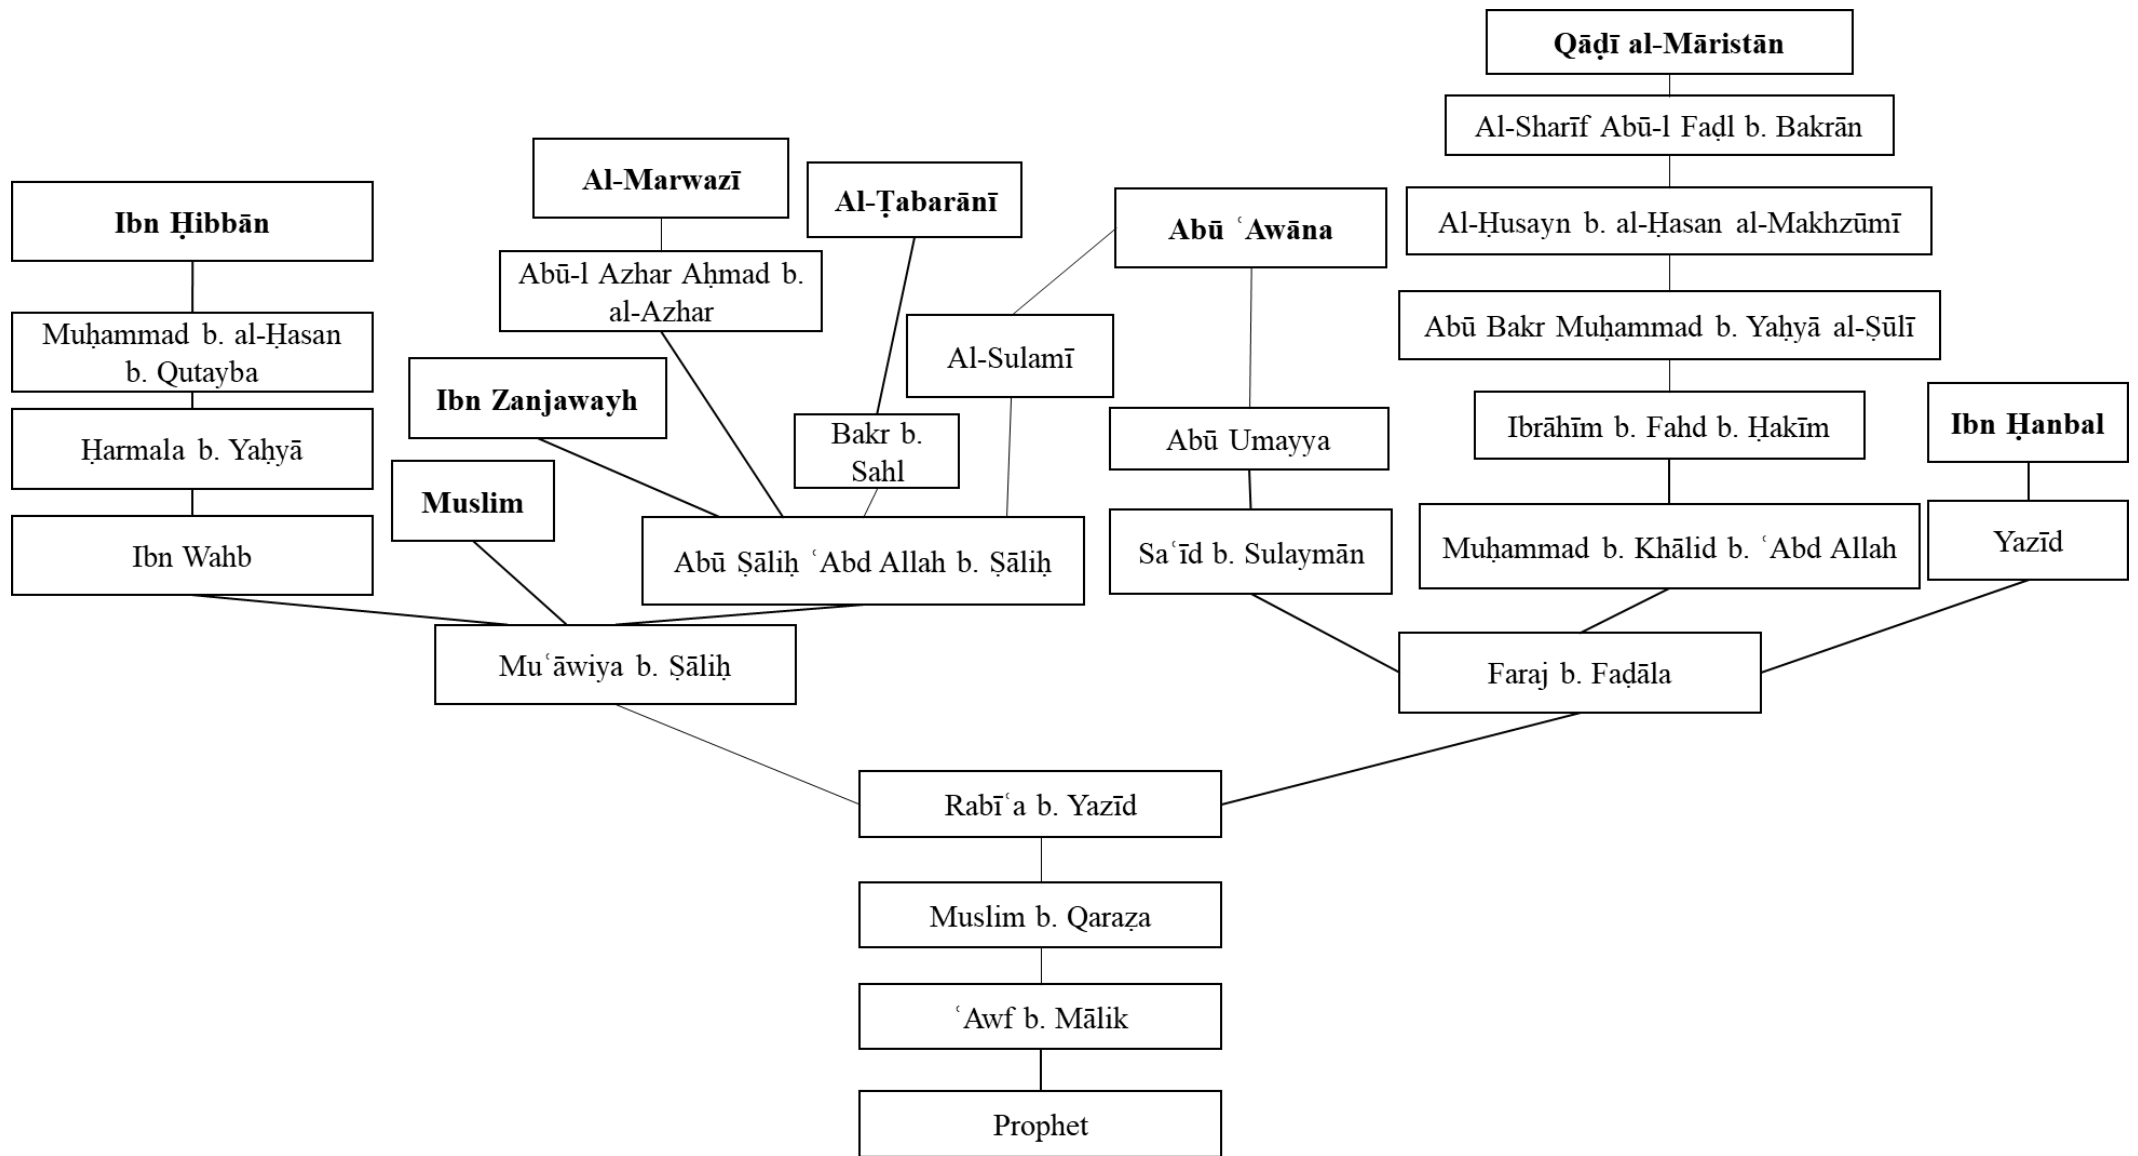 Qāḍī al-Māristān
Al-Sharīf Abū-l Faḍl b. Bakrān
Al-Marwazī
Al-Ṭabarānī
Ibn Ḥibbān
Abū ʿAwāna
Al-Ḥusayn b. al-Ḥasan al-Makhzūmī
Abū-l Azhar Aḥmad b.
al-Azhar
Muḥammad b. al-Ḥasan
b. Qutayba
Al-Sulamī
Abū Bakr Muḥammad b. Yaḥyā al-Ṣūlī
Ibn Zanjawayh
Ḥarmala b. Yaḥyā
Bakr b.
Sahl
Abū Umayya
Ibrāhīm b. Fahd b. Ḥakīm
Ibn Ḥanbal
Muslim
Ibn Wahb
Abū Ṣāliḥ ʿAbd Allah b. Ṣāliḥ
Saʿīd b. Sulaymān
Muḥammad b. Khālid b. ʿAbd Allah
Yazīd
Muʿāwiya b. Ṣāliḥ
Faraj b. Faḍāla
Rabīʿa b. Yazīd
Muslim b. Qaraẓa
ʿAwf b. Mālik
Prophet